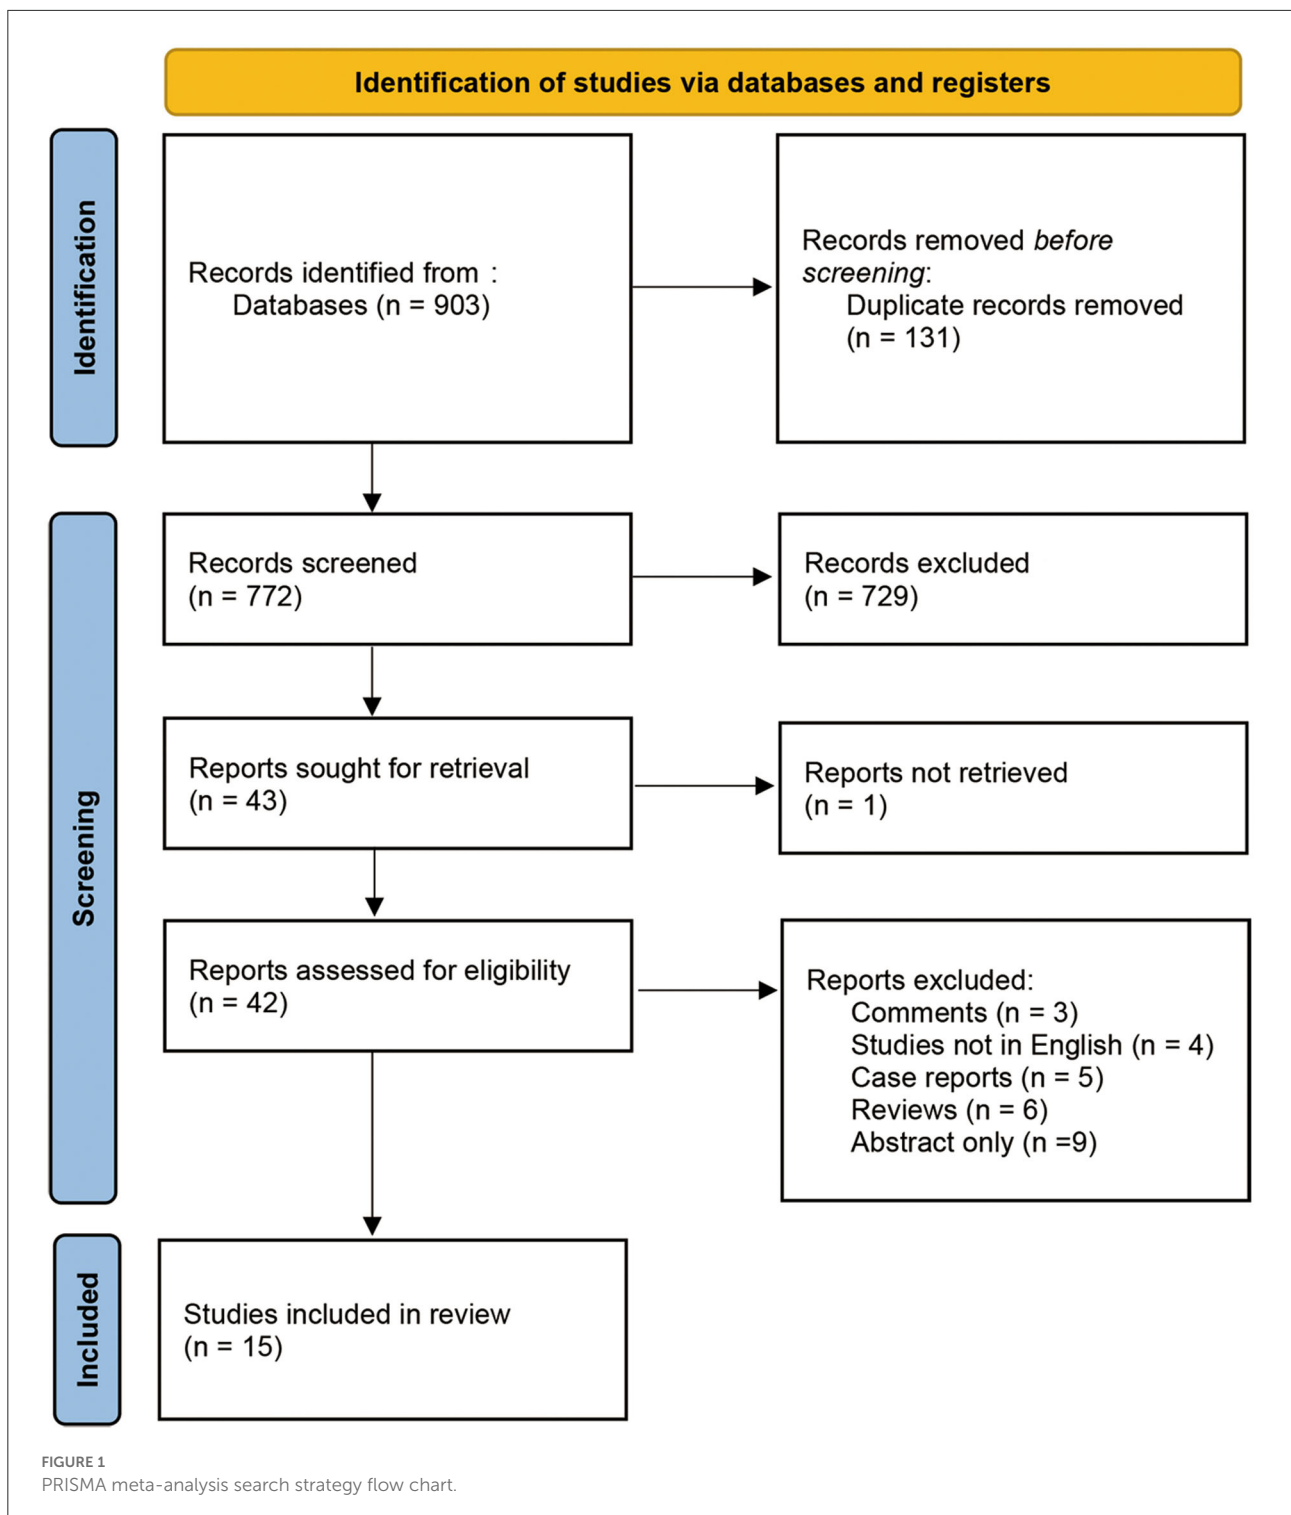 Identification of studies via databases and registers
Identification
Records identified from :
Databases (n = 903)
Records removed before
screening:
Duplicate records removed
(n = 131)
Screening
Records screened
(n = 772)
Records excluded
(n = 729)
Reports sought for retrieval
(n = 43)
Reports not retrieved
(n = 1)
Reports assessed for eligibility
(n = 42)
Reports excluded:
Comments (n = 3)
Studies not in English (n = 4)
Case reports (n = 5)
Reviews (n = 6)
Abstract only (n =9)
Included
Studies included in review
(n = 15)
FIGURE 1
PRISMA meta-analysis search strategy flow chart.